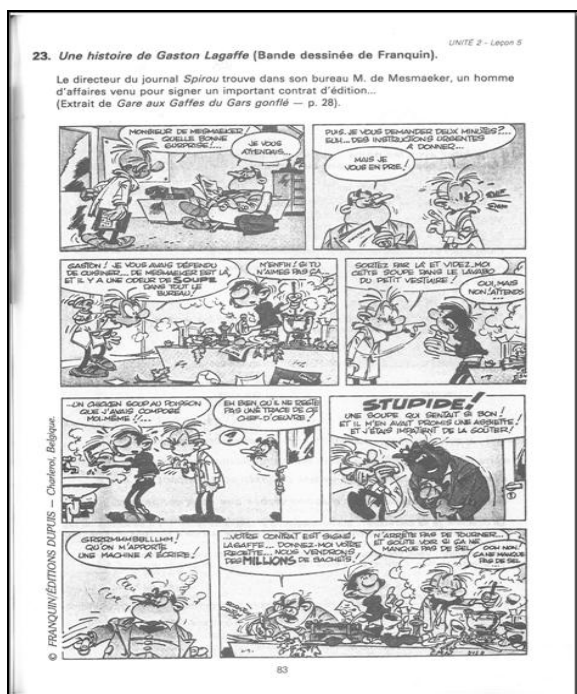 UNITÉ 2 - Leçon 5
23. Une histoire de Gaston Lagaffe (Bande dessinée de Franquin).
Le directeur du journal Spirou trouve dans son bureau M. de Mesmaeker, un homme
d'affaires venu pour signer un important contrat d'édition...
(Extrait de Gare aux Gaffes du Gars gonflé — p. 28).
MONSIEUR DE MESMAEKER!
QUELLE BONNE
SURPRISE!...
JE VOUS
ATTENDAIS...
PUIS-JE VOUS DEMANDER DEUX MINUTES?...
EUH... DES INSTRUCTIONS URGENTES
À DONNER...
MAIS JE
VOUS EN PRIE!
GASTON! JE VOUS AVAIS DÉFENDU
DE CUISINER... DE MESMAEKER EST LÀ,
ET IL Y A UNE ODEUR DE SOUPE
DANS TOUT LE
BUREAU!
M'ENFIN! SI TU
N'AIMES PAS ÇA...
SORTEZ PAR LÀ ET VIDEZ-MOI
CETTE SOUPE DANS LE LAVABO
DU PETIT VESTIAIRE!
OUI, MAIS
NON! ATTENDS
...UN CHICKEN SOUP AU POISSON
QUE J'AVAIS COMPOSÉ
MOI-MÊME!!...
EH BIEN, QU'IL NE RESTE
PAS UNE TRACE DE CE
CHEF-D'ŒUVRE!
?
STUPIDE!
UNE SOUPE QUI SENTAIT SI BON!
ET IL M'EN AVAIT PROMIS UNE ASSIETTE!
ET J'ÉTAIS IMPATIENT DE LA GOÛTER!
GRRRMHMBBLLLHM!
QU'ON M'APPORTE
UNE MACHINE À ÉCRIRE!
...VOTRE CONTRAT EST SIGNÉ,
LAGAFFE... DONNEZ-MOI VOTRE
RECETTE... NOUS VENDRONS
DES MILLIONS DE SACHETS!
N'ARRÊTE PAS DE TOURNER...
ET GOÛTE VOIR SI ÇA NE
MANQUE PAS DE SEL
OOH NON!
ÇA NE MANQUE
PAS DE SEL
© FRANQUIN/ÉDITIONS DUPUIS — Charleroi, Belgique.
83